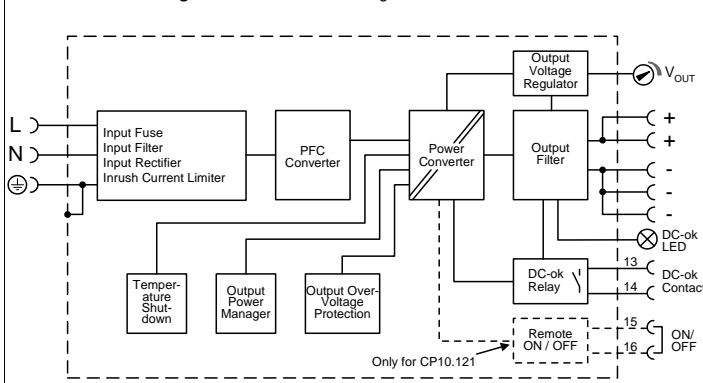 Output
Voltage
Regulator
VOUT
L
N
Input Fuse
Input Filter
Input Rectifier
Inrush Current Limiter
PFC
Converter
Power
Converter
Output
Filter
+
+
-
-
-
DC-ok
LED
Temper-
ature
Shut-
down
Output
Power
Manager
Output Over-
Voltage
Protection
DC-ok
Relay
13
14
DC-ok
Contact
Remote
ON / OFF
15
16
ON/
OFF
Only for CP10.121